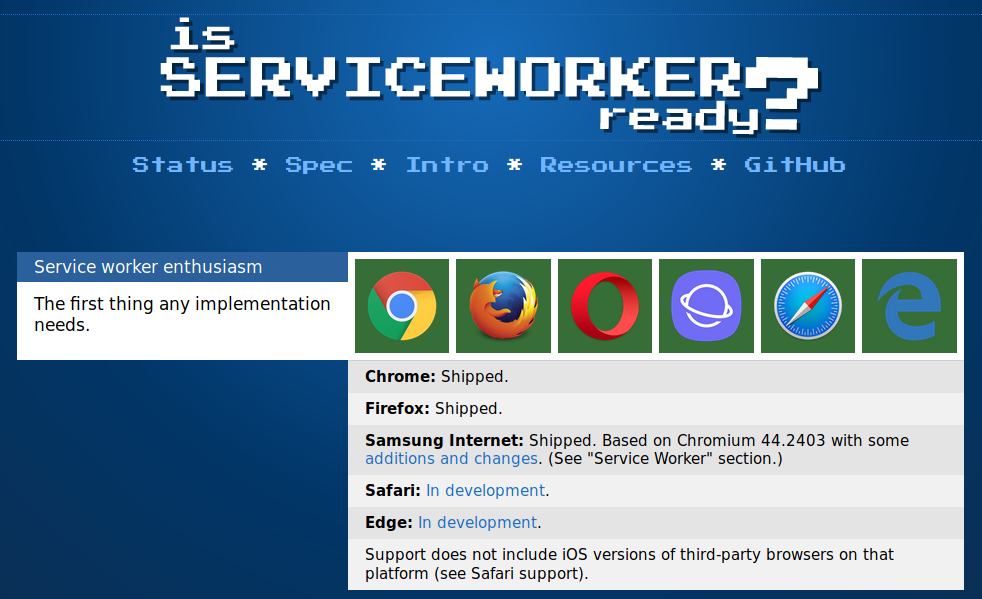 is
SERVICEWORKER?
ready
Status * Spec * Intro * Resources * GitHub
Service worker enthusiasm
The first thing any implementation
needs.
Chrome: Shipped.
Firefox: Shipped.
Samsung Internet: Shipped. Based on Chromium 44.2403 with some
additions and changes. (See "Service Worker" section.)
Safari: In development.
Edge: In development.
Support does not include iOS versions of third-party browsers on that
platform (see Safari support).